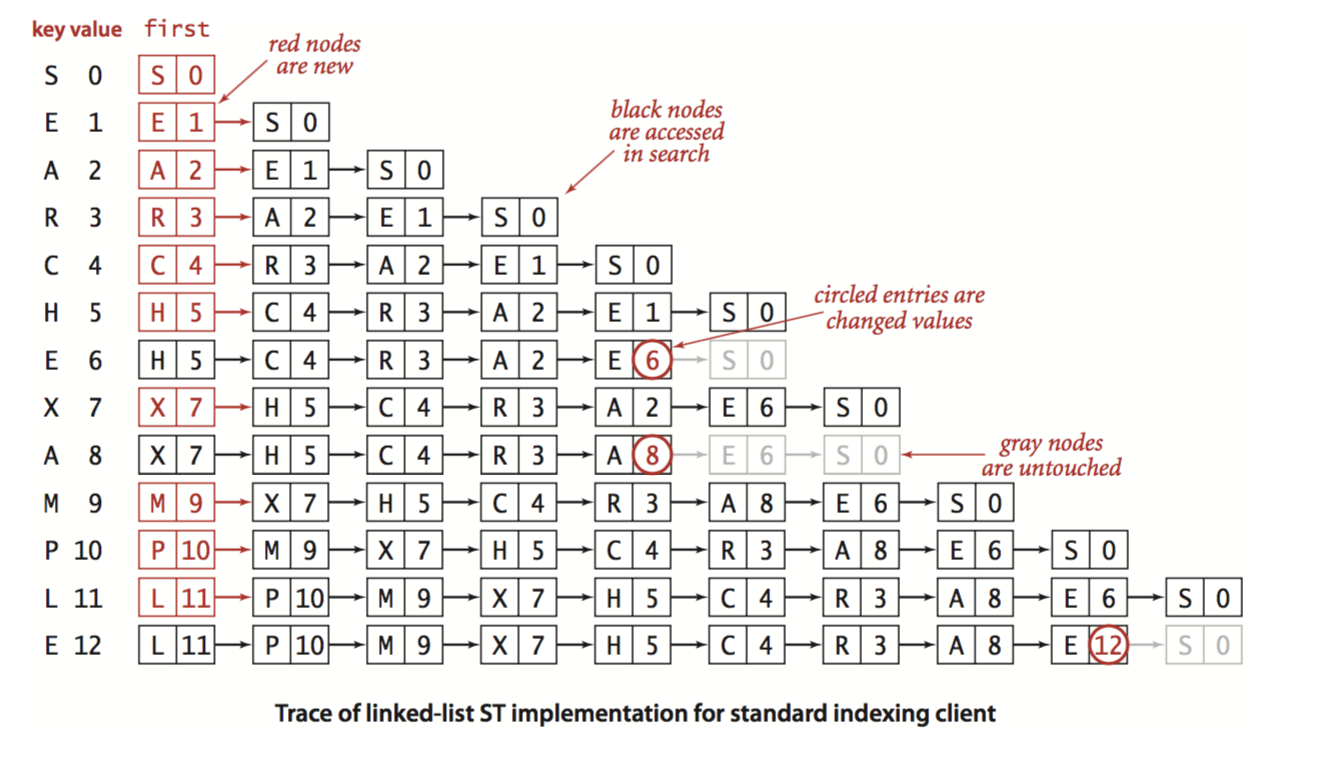 key value first
red nodes
are new
S 0 S 0
black nodes
are accessed
in search
E 1 E 1 S 0
A 2 A 2 E 1 S 0
R 3 R 3 A 2 E 1 S 0
C 4 C 4 R 3 A 2 E 1 S 0
circled entries are
changed values
H 5 H 5 C 4 R 3 A 2 E 1 S 0
E 6 H 5 C 4 R 3 A 2 E 6 S 0
X 7 X 7 H 5 C 4 R 3 A 2 E 6 S 0
gray nodes
are untouched
A 8 X 7 H 5 C 4 R 3 A 8 E 6 S 0
M 9 M 9 X 7 H 5 C 4 R 3 A 8 E 6 S 0
P 10 P 10 M 9 X 7 H 5 C 4 R 3 A 8 E 6 S 0
L 11 L 11 P 10 M 9 X 7 H 5 C 4 R 3 A 8 E 6 S 0
E 12 L 11 P 10 M 9 X 7 H 5 C 4 R 3 A 8 E 12 S 0
Trace of linked-list ST implementation for standard indexing client